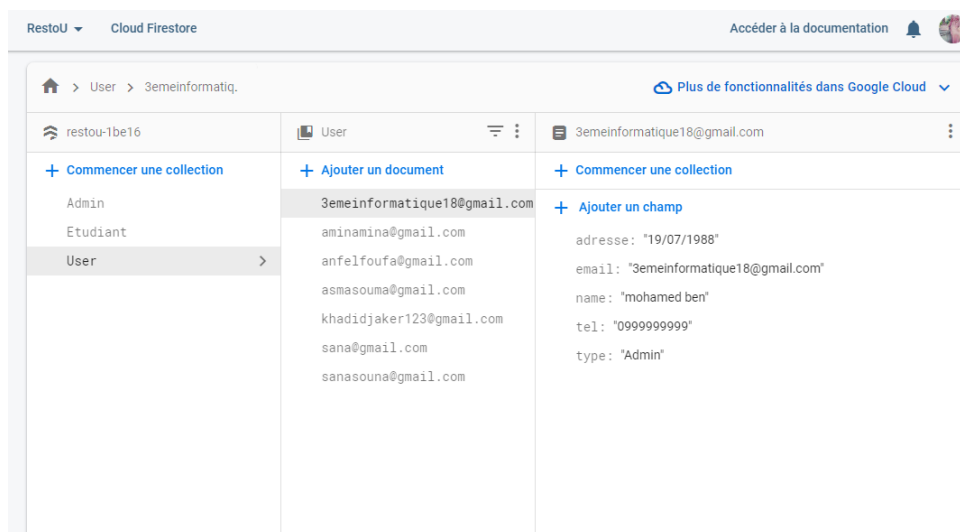 RestoU Cloud Firestore Accéder à la documentation
User > 3emeinformatiq. Plus de fonctionnalités dans Google Cloud
restou-1be16
Commencer une collection
Admin
Etudiant
User
User
Ajouter un document
3emeinformatique18@gmail.com
aminamina@gmail.com
anfelfoufa@gmail.com
asmasouma@gmail.com
khadidjaker123@gmail.com
sana@gmail.com
sanasouna@gmail.com
3emeinformatique18@gmail.com
Commencer une collection
Ajouter un champ
adresse: "19/07/1988"
email: "3emeinformatique18@gmail.com"
name: "mohamed ben"
tel: "0999999999"
type: "Admin"